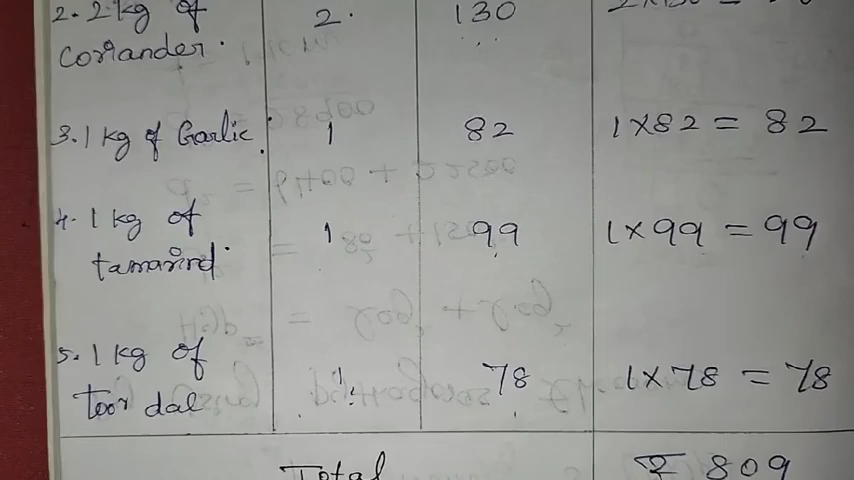 2. 2 kg of 2. 130
coriander.
3. 1 kg of Garlic. 1 82 1 × 82 = 82
4. 1 kg of 1 99 1 × 99 = 99
tamarind.
5. 1 kg of 1 78 1 × 78 = 78
Toor dal
Total ₹ 809